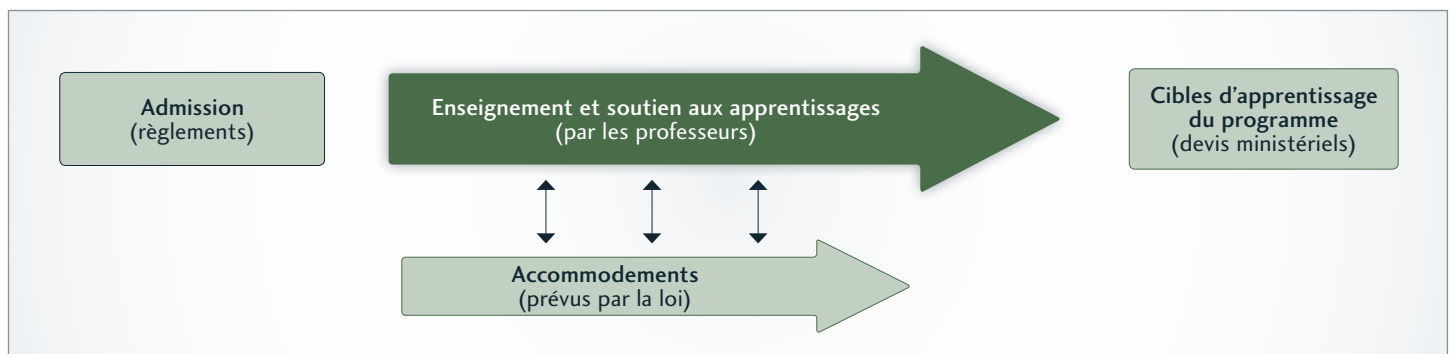 Admission
(règlements)
Enseignement et soutien aux apprentissages
(par les professeurs)
Cibles d'apprentissage
du programme
(devis ministériels)
Accommodements
(prévus par la loi)